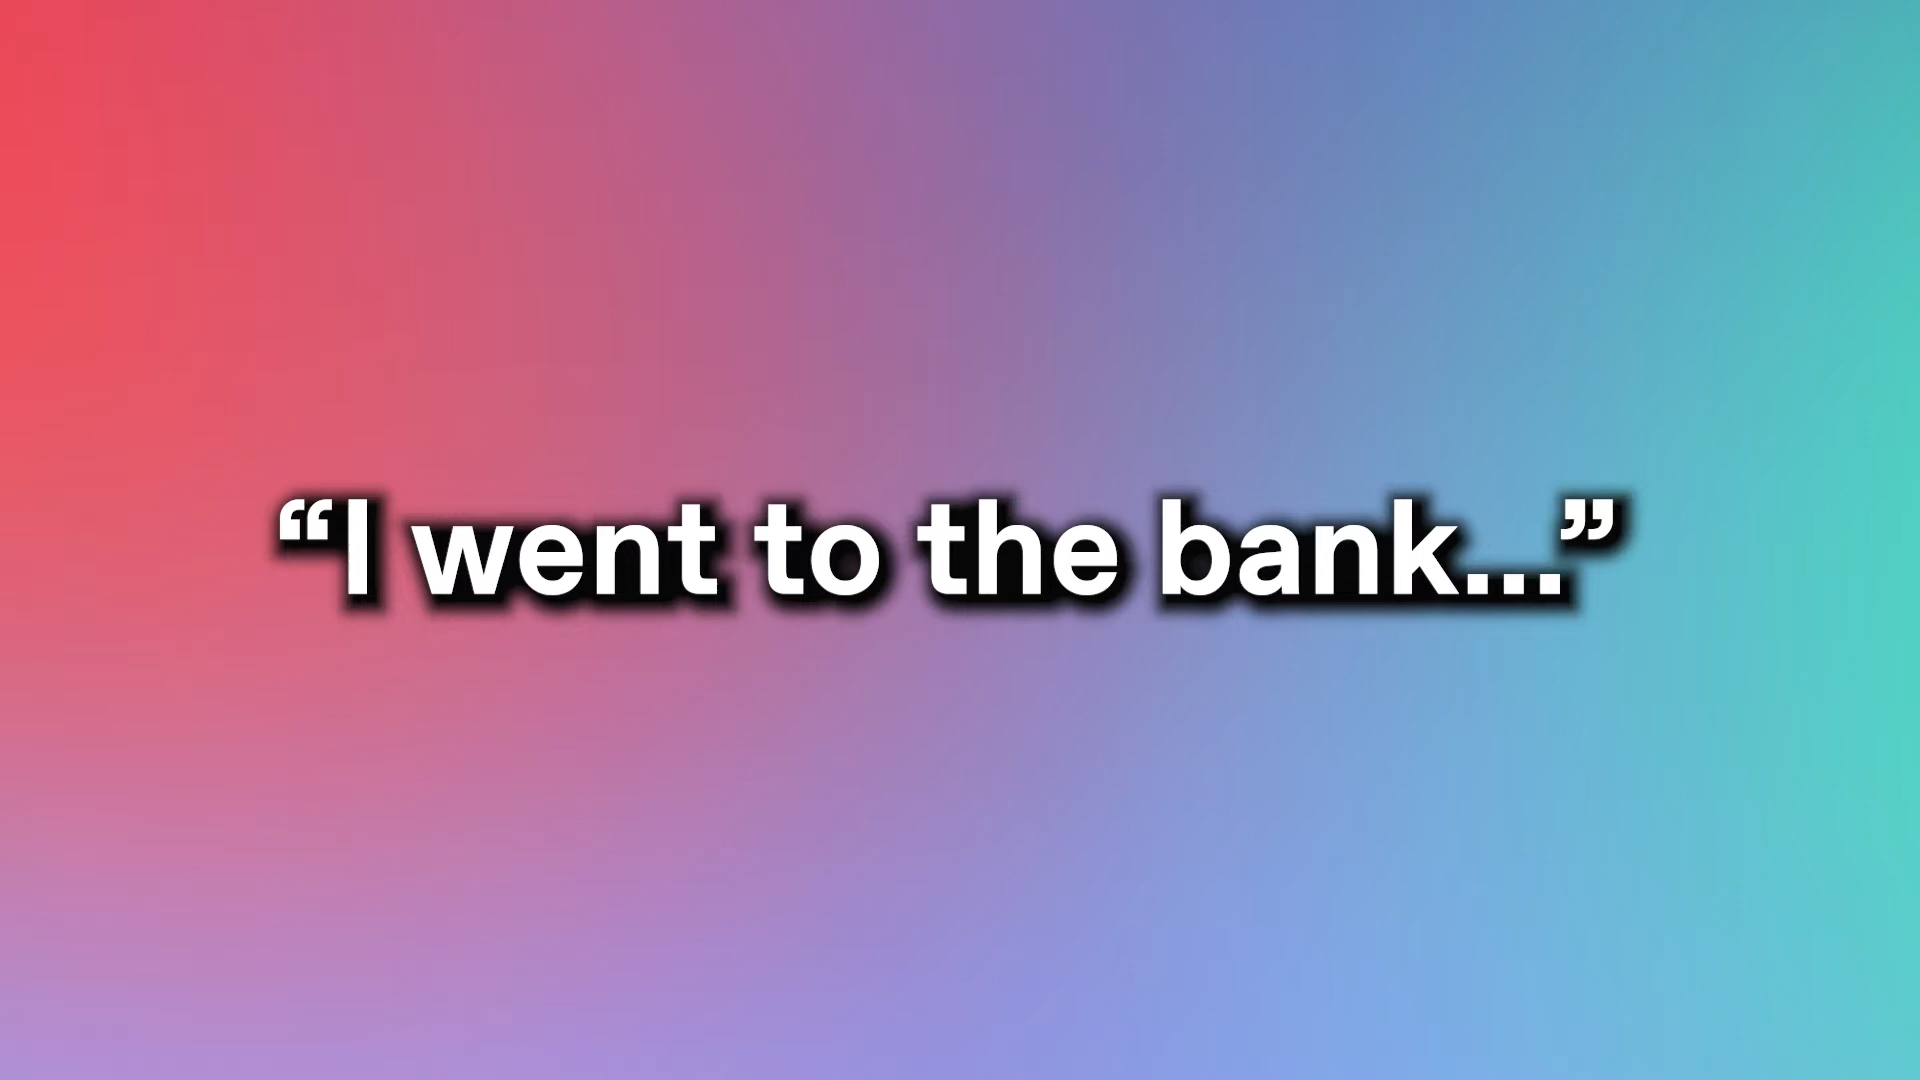 “I went to the bank...”